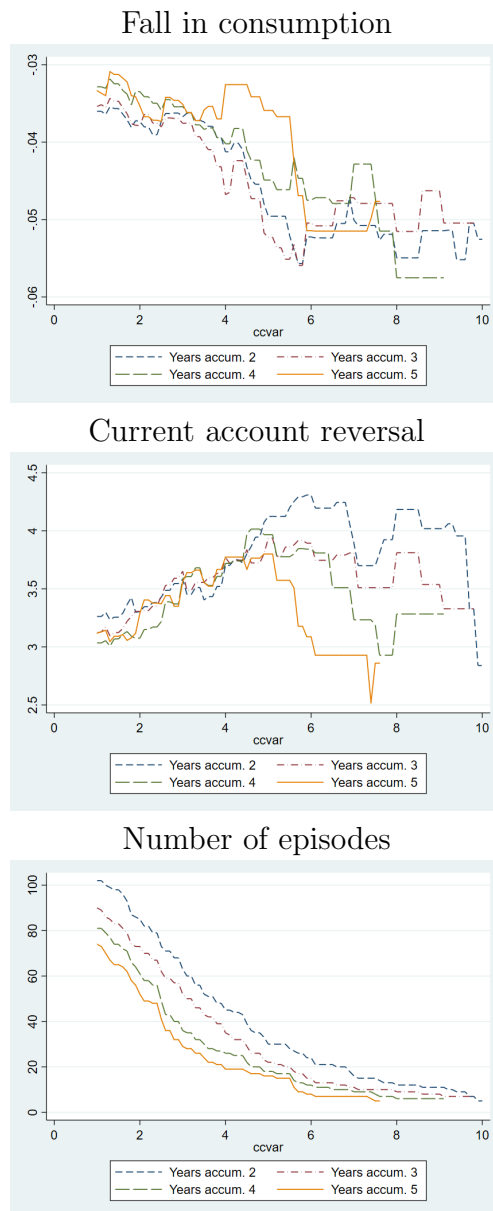 Fall in consumption
-.03
-.04
-.05
-.06
0 2 4 6 8 10
ccvar
Years accum. 2 Years accum. 3
Years accum. 4 Years accum. 5
Current account reversal
4.5
4
3.5
3
2.5
0 2 4 6 8 10
ccvar
Years accum. 2 Years accum. 3
Years accum. 4 Years accum. 5
Number of episodes
100
80
60
40
20
0
0 2 4 6 8 10
ccvar
Years accum. 2 Years accum. 3
Years accum. 4 Years accum. 5